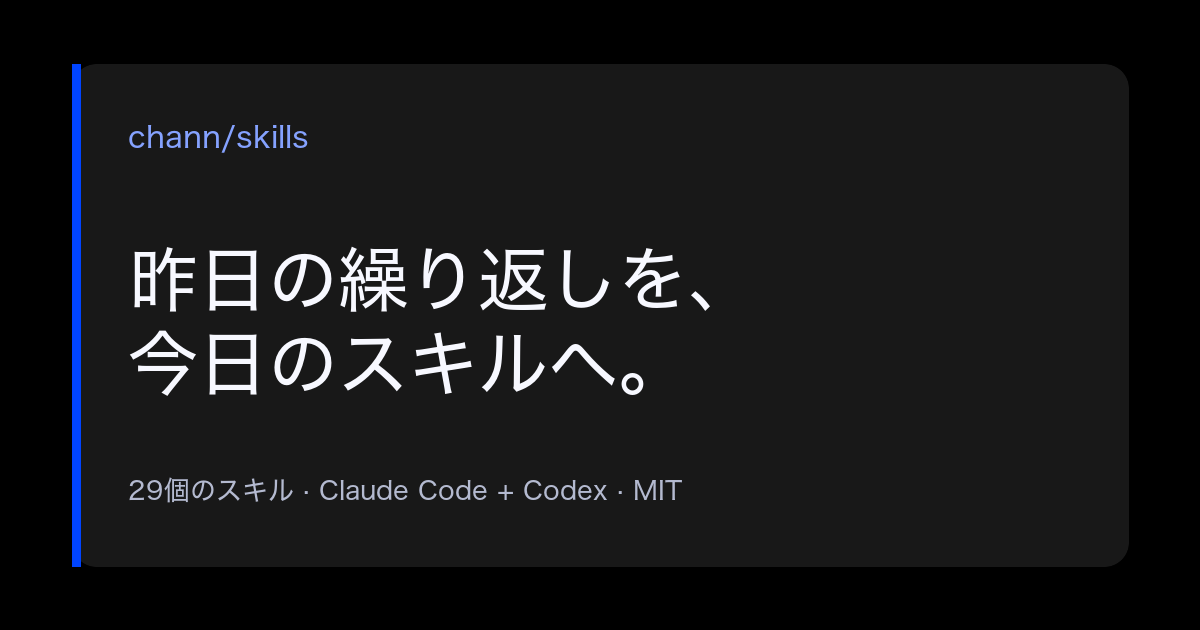 chann/skills
昨日の繰り返しを、
今日のスキルへ。
29個のスキル · Claude Code + Codex · MIT